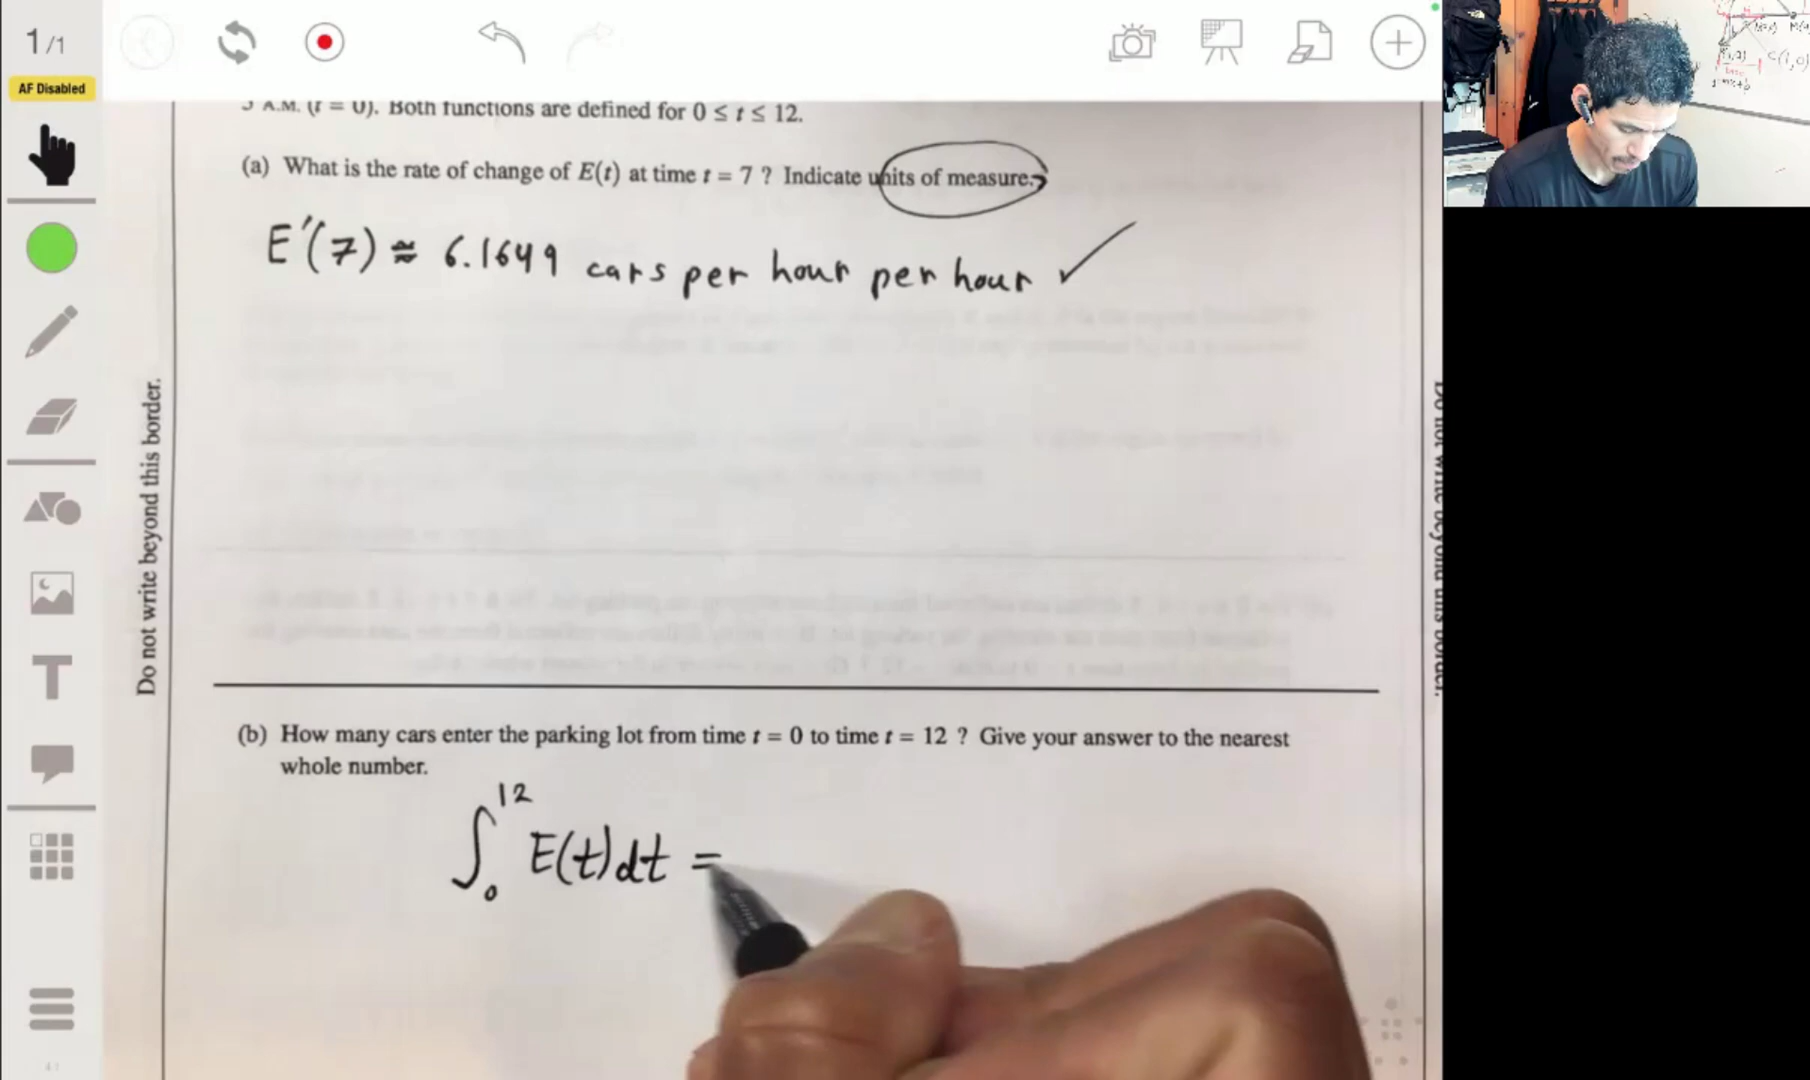 1/1
AF Disabled
A.M. (t = 0). Both functions are defined for 0 ≤ t ≤ 12.
(a) What is the rate of change of E(t) at time t = 7 ? Indicate units of measure.
E′(7) ≈ 6.1649 cars per hour per hour ✓
Do not write beyond this border.
Do not write beyond this border.
(b) How many cars enter the parking lot from time t = 0 to time t = 12 ? Give your answer to the nearest
whole number.
∫₀¹² E(t)dt =
T
C(1,0)